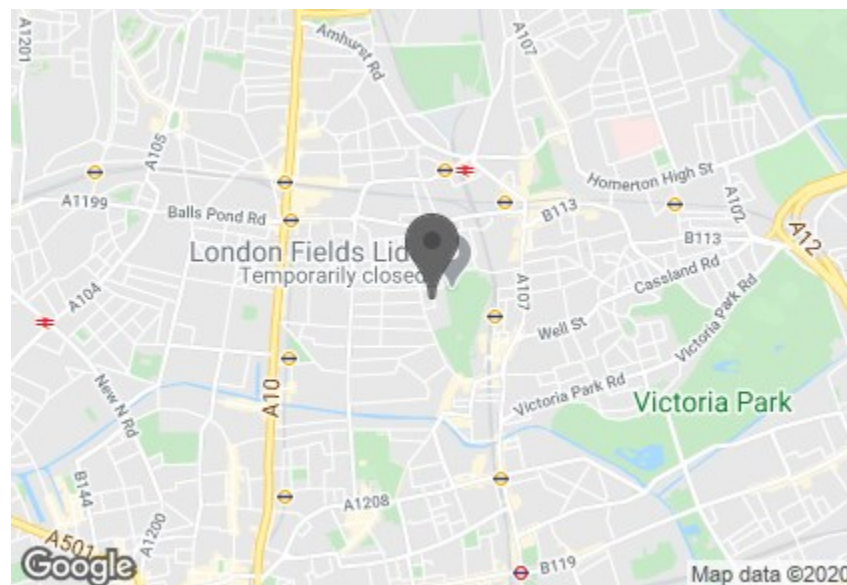 A1201
Amhurst Rd
A107
A105
Homerton High St
A1199
Balls Pond Rd
B113
A102
A12
B113
London Fields Lid
Temporarily closed
Cassland Rd
A104
A107
Well St
Victoria Park Rd
New N Rd
A10
Victoria Park Rd
Victoria Park
B144
A1208
A1200
A501
B119
Google
Map data ©2020